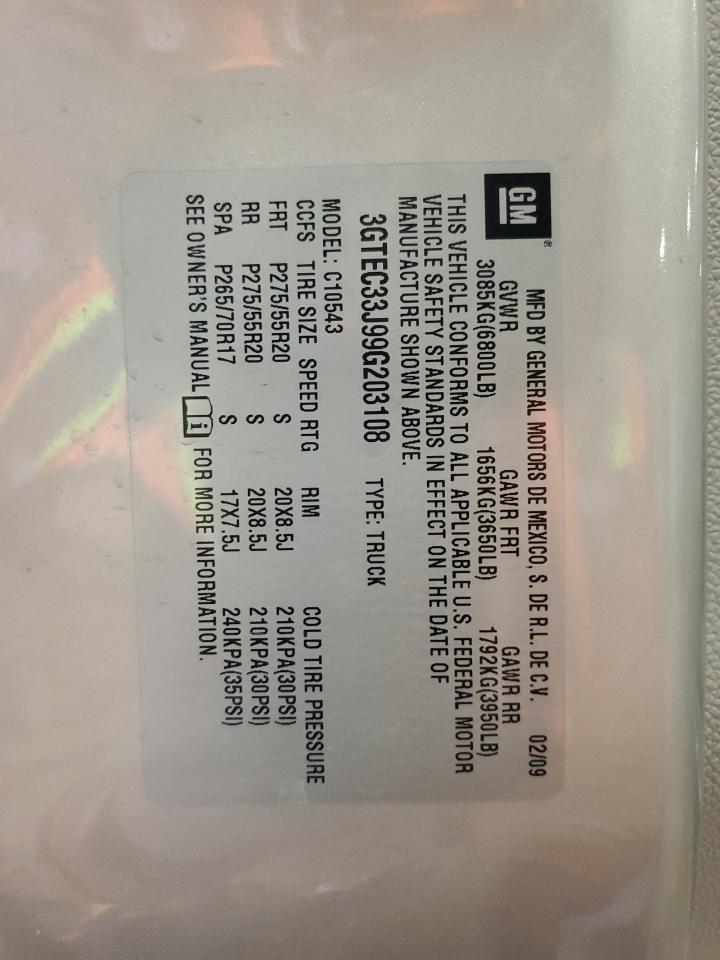 GM
MFD BY GENERAL MOTORS DE MEXICO, S. DE R.L. DE C.V. 02/09
GVWR GAWR FRT GAWR RR
3085KG(6800LB) 1656KG(3650LB) 1792KG(3950LB)
THIS VEHICLE CONFORMS TO ALL APPLICABLE U.S. FEDERAL MOTOR
VEHICLE SAFETY STANDARDS IN EFFECT ON THE DATE OF
MANUFACTURE SHOWN ABOVE.
3GTEC33J99G203108 TYPE: TRUCK
MODEL: C10543
CCFS TIRE SIZE SPEED RTG RIM COLD TIRE PRESSURE
FRT P275/55R20 S 20X8.5J 210KPA(30PSI)
RR P275/55R20 S 20X8.5J 210KPA(30PSI)
SPA P265/70R17 S 17X7.5J 240KPA(35PSI)
SEE OWNER'S MANUAL i FOR MORE INFORMATION.